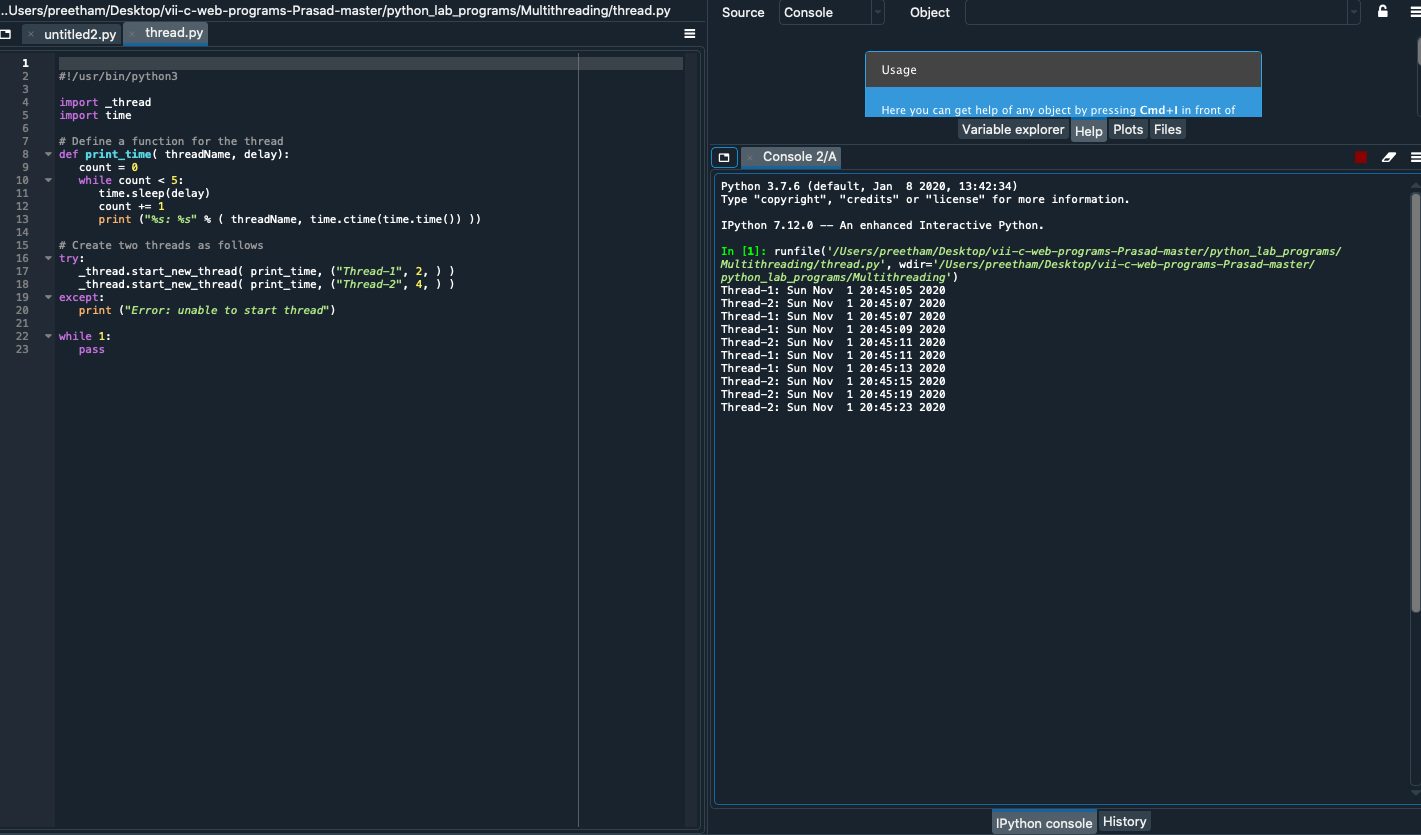 ..Users/preetham/Desktop/vii-c-web-programs-Prasad-master/python_lab_programs/Multithreading/thread.py
untitled2.py
thread.py
1
2 #!/usr/bin/python3
3
4 import _thread
5 import time
6
7 # Define a function for the thread
8 def print_time( threadName, delay):
9    count = 0
10    while count < 5:
11       time.sleep(delay)
12       count += 1
13       print ("%s: %s" % ( threadName, time.ctime(time.time()) ))
14
15 # Create two threads as follows
16 try:
17    _thread.start_new_thread( print_time, ("Thread-1", 2, ) )
18    _thread.start_new_thread( print_time, ("Thread-2", 4, ) )
19 except:
20    print ("Error: unable to start thread")
21
22 while 1:
23    pass
Source Console Object
Usage
Here you can get help of any object by pressing Cmd+I in front of
Variable explorer Help Plots Files
Console 2/A
Python 3.7.6 (default, Jan  8 2020, 13:42:34)
Type "copyright", "credits" or "license" for more information.
IPython 7.12.0 -- An enhanced Interactive Python.
In [1]: runfile('/Users/preetham/Desktop/vii-c-web-programs-Prasad-master/python_lab_programs/
Multithreading/thread.py', wdir='/Users/preetham/Desktop/vii-c-web-programs-Prasad-master/
python_lab_programs/Multithreading')
Thread-1: Sun Nov  1 20:45:05 2020
Thread-2: Sun Nov  1 20:45:07 2020
Thread-1: Sun Nov  1 20:45:07 2020
Thread-1: Sun Nov  1 20:45:09 2020
Thread-2: Sun Nov  1 20:45:11 2020
Thread-1: Sun Nov  1 20:45:11 2020
Thread-1: Sun Nov  1 20:45:13 2020
Thread-2: Sun Nov  1 20:45:15 2020
Thread-2: Sun Nov  1 20:45:19 2020
Thread-2: Sun Nov  1 20:45:23 2020
IPython console History